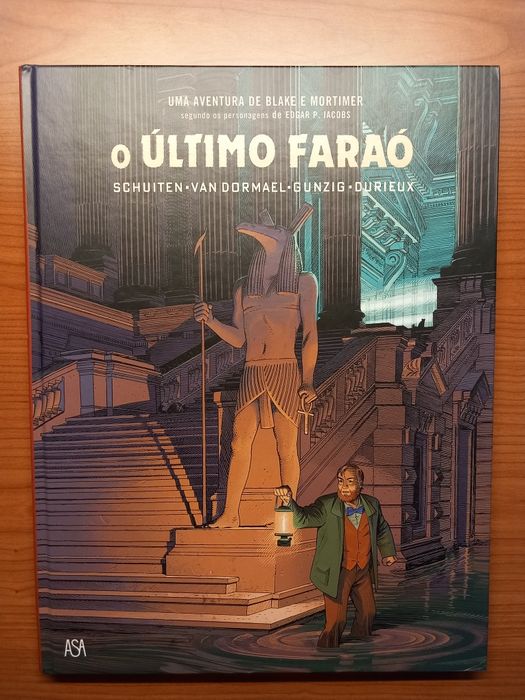 UMA AVENTURA DE BLAKE E MORTIMER
segundo os personagens de EDGAR P. JACOBS
O ÚLTIMO FARAÓ
SCHUITEN • VAN DORMAEL • GUNZIG • DURIEUX
ASA